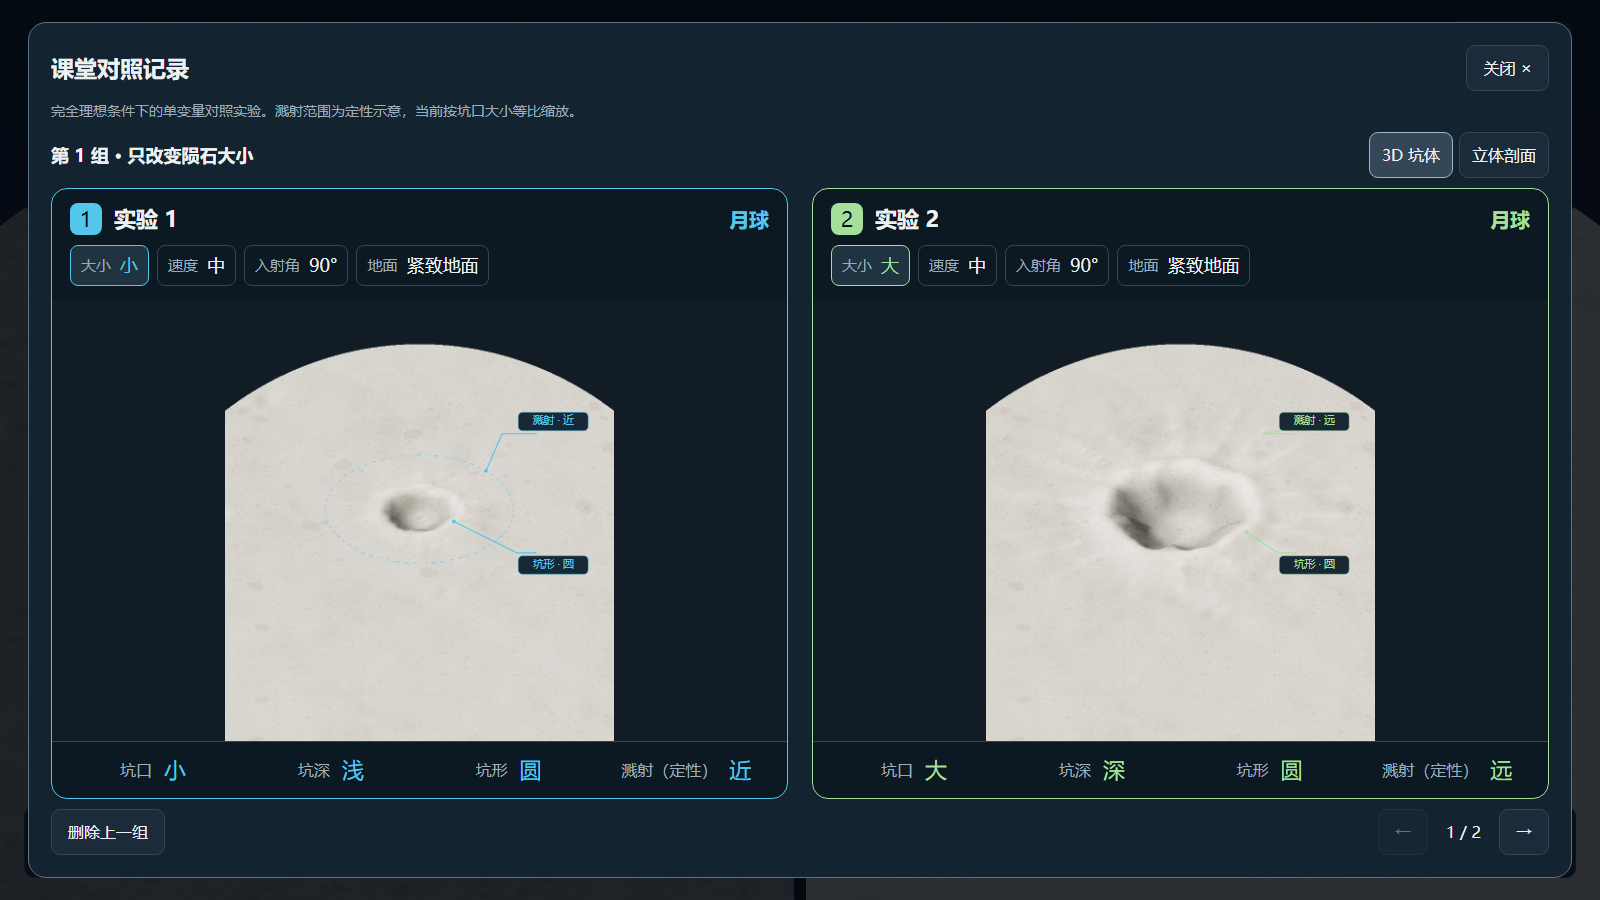 课堂对照记录
关闭 ×
完全理想条件下的单变量对照实验。溅射范围为定性示意，当前按坑口大小等比缩放。
第 1 组 • 只改变陨石大小
3D 坑体
立体剖面
1 实验 1
月球
大小 小
速度 中
入射角 90°
地面 紧致地面
溅射 · 近
坑形 · 圆
坑口 小
坑深 浅
坑形 圆
溅射（定性） 近
2 实验 2
月球
大小 大
速度 中
入射角 90°
地面 紧致地面
溅射 · 远
坑形 · 圆
坑口 大
坑深 深
坑形 圆
溅射（定性） 远
删除上一组
←
1 / 2
→